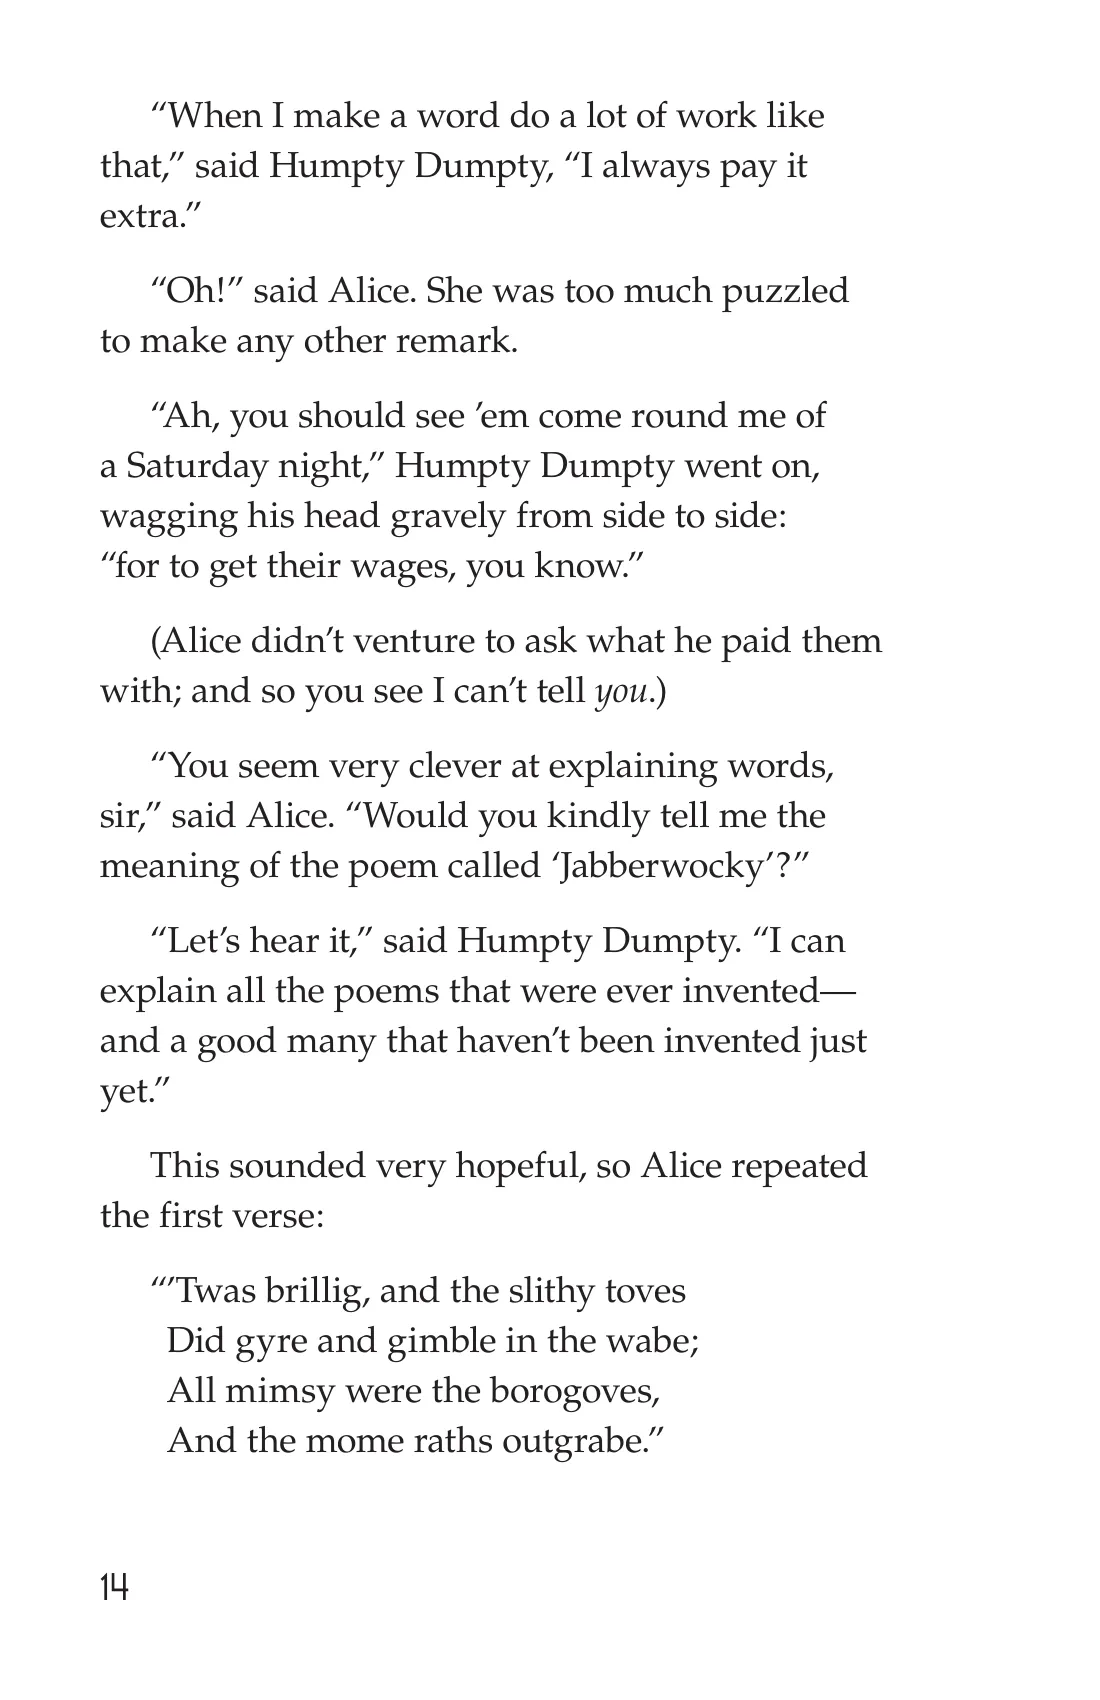 “When I make a word do a lot of work like
that,” said Humpty Dumpty, “I always pay it
extra.”
“Oh!” said Alice. She was too much puzzled
to make any other remark.
“Ah, you should see ’em come round me of
a Saturday night,” Humpty Dumpty went on,
wagging his head gravely from side to side:
“for to get their wages, you know.”
(Alice didn’t venture to ask what he paid them
with; and so you see I can’t tell you.)
“You seem very clever at explaining words,
sir,” said Alice. “Would you kindly tell me the
meaning of the poem called ‘Jabberwocky’?”
“Let’s hear it,” said Humpty Dumpty. “I can
explain all the poems that were ever invented—
and a good many that haven’t been invented just
yet.”
This sounded very hopeful, so Alice repeated
the first verse:
“’Twas brillig, and the slithy toves
Did gyre and gimble in the wabe;
All mimsy were the borogoves,
And the mome raths outgrabe.”
14